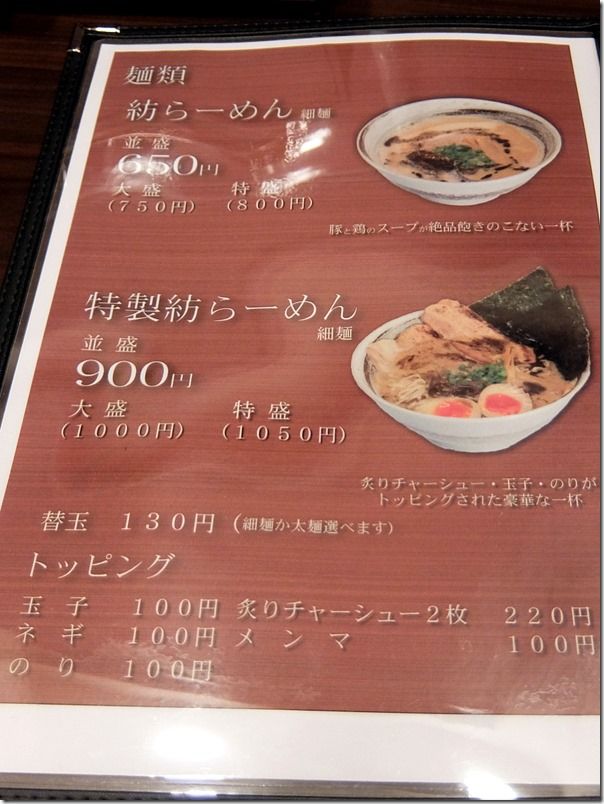 麺類
紡らーめん 細麺
並盛
650円
大盛 特盛
(750円) (800円)
豚と鶏のスープが絶品飽きのこない一杯
特製紡らーめん
細麺
並盛
900円
大盛 特盛
(1000円) (1050円)
炙りチャーシュー・玉子・のりが
トッピングされた豪華な一杯
替玉 130円 (細麺か太麺選べます)
トッピング
玉子 100円 炙りチャーシュー2枚 220円
ネギ 100円 メンマ 100円
のり 100円